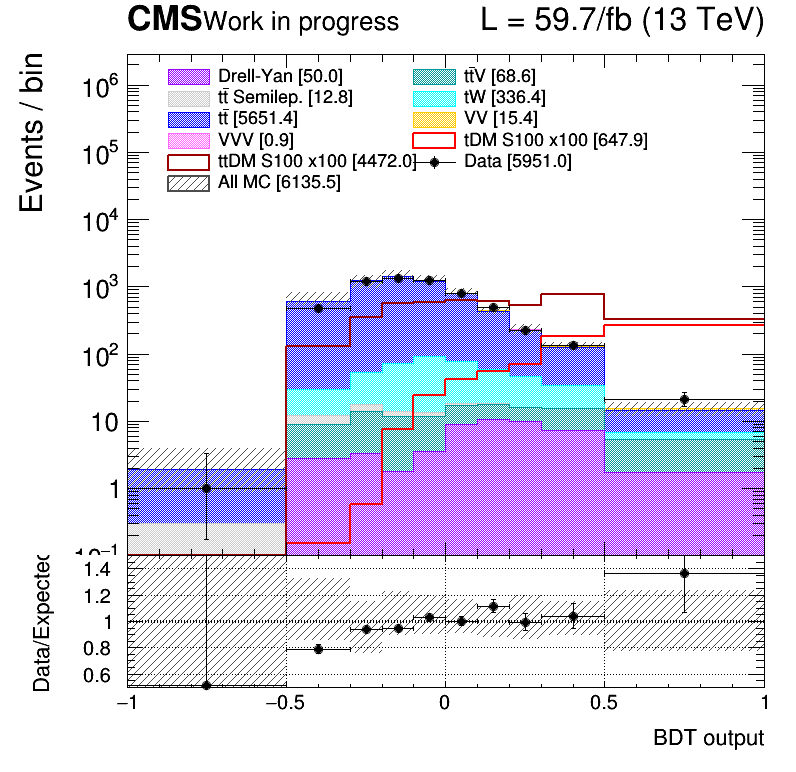 CMS Work in progress L = 59.7/fb (13 TeV)
Events / bin
Drell-Yan [50.0] tt̄V [68.6]
tt̄ Semilep. [12.8] tW [336.4]
tt̄ [5651.4] VV [15.4]
VVV [0.9] tDM S100 x100 [647.9]
ttDM S100 x100 [4472.0] Data [5951.0]
All MC [6135.5]
10⁶
10⁵
10⁴
10³
10²
10
1
10⁻¹
Data/Expected
1.4
1.2
1
0.8
0.6
−1 −0.5 0 0.5 1
BDT output